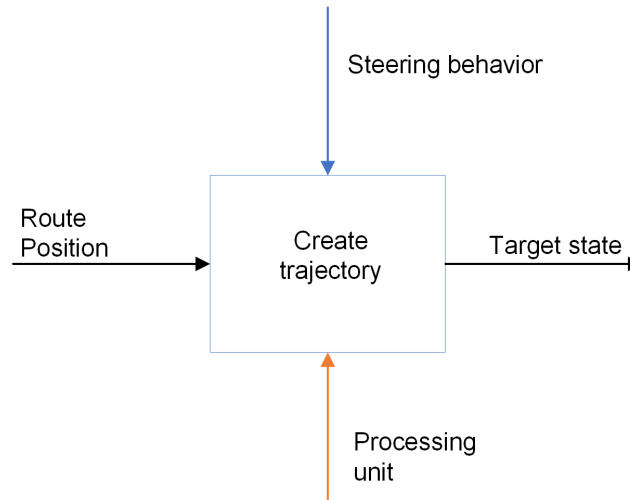 Steering behavior
Route
Position
Create
trajectory
Target state
Processing
unit